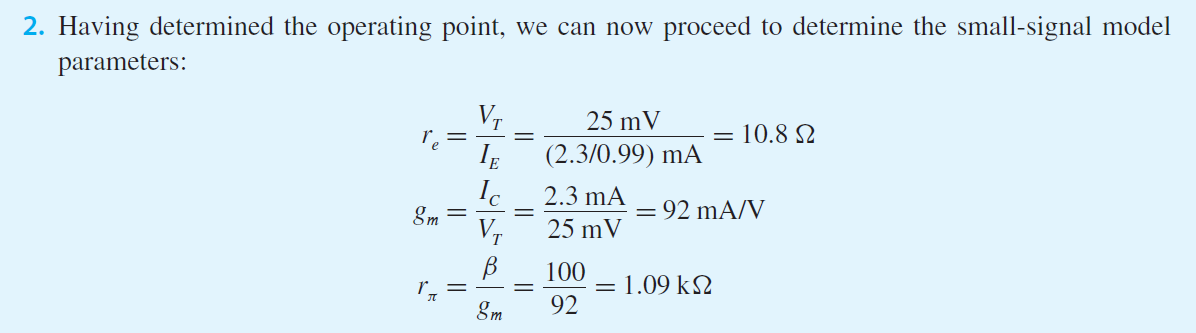 2. Having determined the operating point, we can now proceed to determine the small-signal model
parameters:
r_e = V_T / I_E = 25 mV / (2.3/0.99) mA = 10.8 Ω
g_m = I_C / V_T = 2.3 mA / 25 mV = 92 mA/V
r_π = β / g_m = 100 / 92 = 1.09 kΩ